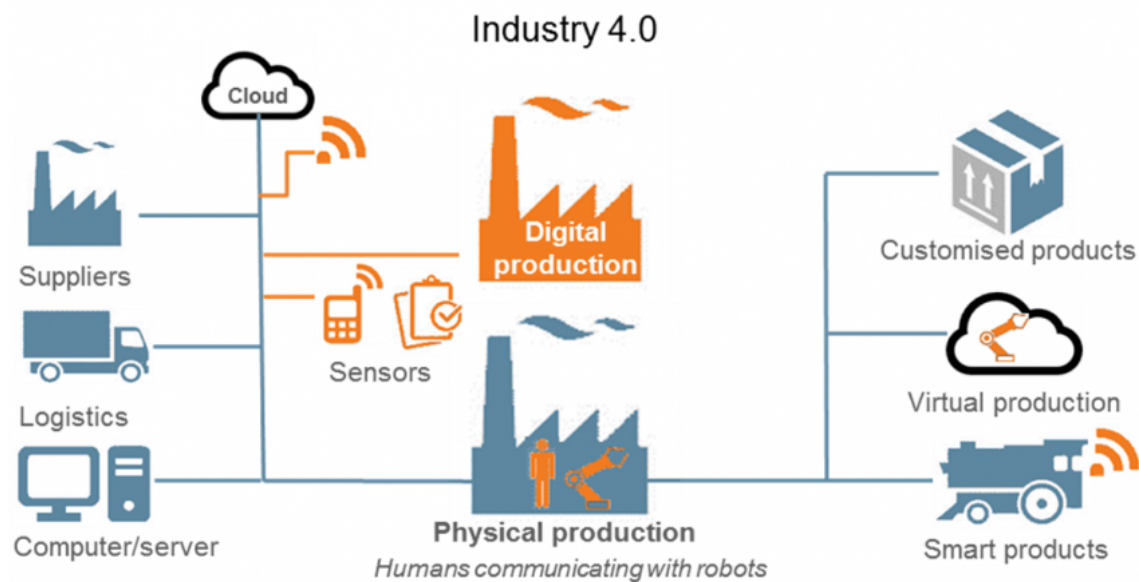 Industry 4.0
Cloud
Suppliers
Logistics
Computer/server
Sensors
Digital
production
Physical production
Humans communicating with robots
Customised products
Virtual production
Smart products